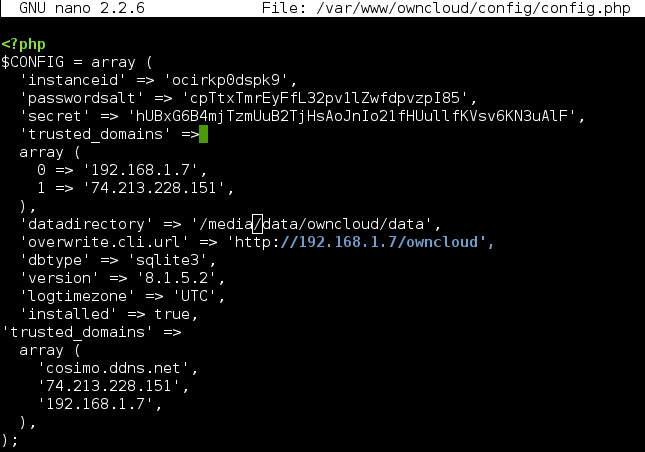 GNU nano 2.2.6 File: /var/www/owncloud/config/config.php
<?php
$CONFIG = array (
  'instanceid' => 'ocirkp0dspk9',
  'passwordsalt' => 'cpTtxTmrEyFfL32pv1lZwfdpvzpI85',
  'secret' => 'hUBxG6B4mjTzmUuB2TjHsAoJnIo21fHUullfKVsv6KN3uAlF',
  'trusted_domains' =>
  array (
    0 => '192.168.1.7',
    1 => '74.213.228.151',
  ),
  'datadirectory' => '/media/data/owncloud/data',
  'overwrite.cli.url' => 'http://192.168.1.7/owncloud',
  'dbtype' => 'sqlite3',
  'version' => '8.1.5.2',
  'logtimezone' => 'UTC',
  'installed' => true,
'trusted_domains' =>
  array (
    'cosimo.ddns.net',
    '74.213.228.151',
    '192.168.1.7',
  ),
);